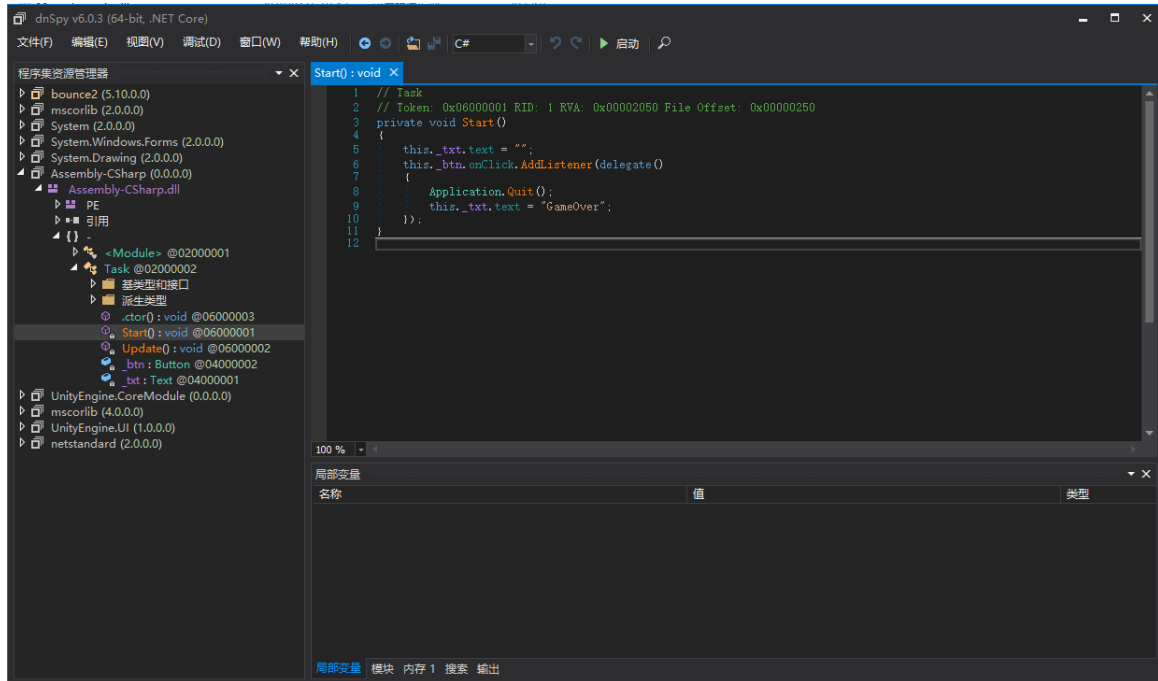 dnSpy v6.0.3 (64-bit, .NET Core)
文件(F) 编辑(E) 视图(V) 调试(D) 窗口(W) 帮助(H) C# 启动
程序集资源管理器
bounce2 (5.10.0.0)
mscorlib (2.0.0.0)
System (2.0.0.0)
System.Windows.Forms (2.0.0.0)
System.Drawing (2.0.0.0)
Assembly-CSharp (0.0.0.0)
Assembly-CSharp.dll
PE
引用
{} -
<Module> @02000001
Task @02000002
基类型和接口
派生类型
.ctor() : void @06000003
Start() : void @06000001
Update() : void @06000002
_btn : Button @04000002
_txt : Text @04000001
UnityEngine.CoreModule (0.0.0.0)
mscorlib (4.0.0.0)
UnityEngine.UI (1.0.0.0)
netstandard (2.0.0.0)
Start() : void
1 // Task
2 // Token: 0x06000001 RID: 1 RVA: 0x00002050 File Offset: 0x00000250
3 private void Start()
4 {
5 this._txt.text = "";
6 this._btn.onClick.AddListener(delegate()
7 {
8 Application.Quit();
9 this._txt.text = "GameOver";
10 });
11 }
12
100 %
局部变量
名称 值 类型
局部变量 模块 内存 1 搜索 输出